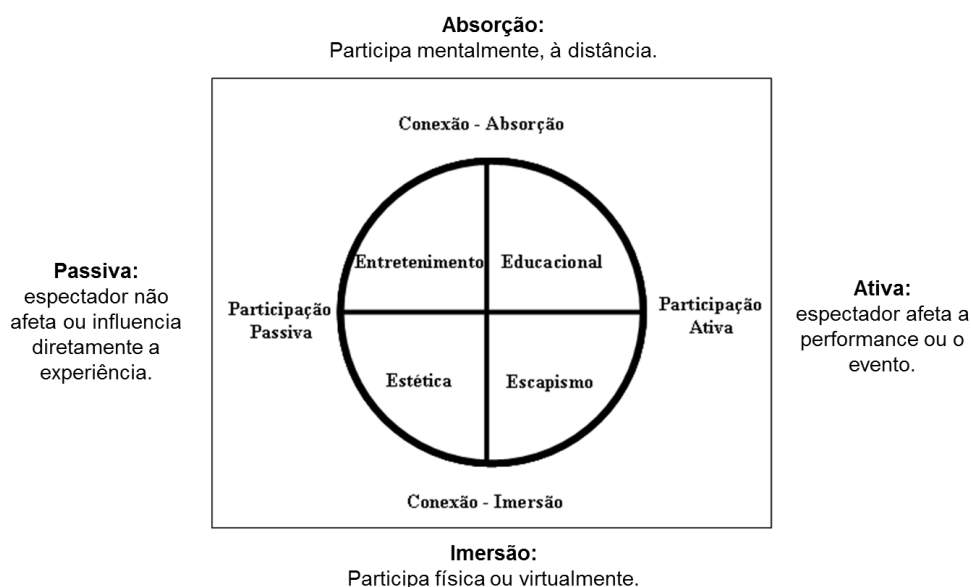 Absorção:
Participa mentalmente, à distância.
Conexão - Absorção
Entretenimento
Educacional
Passiva:
espectador não
afeta ou influencia
diretamente a
experiência.
Participação
Passiva
Participação
Ativa
Ativa:
espectador afeta a
performance ou o
evento.
Estética
Escapismo
Conexão - Imersão
Imersão:
Participa física ou virtualmente.